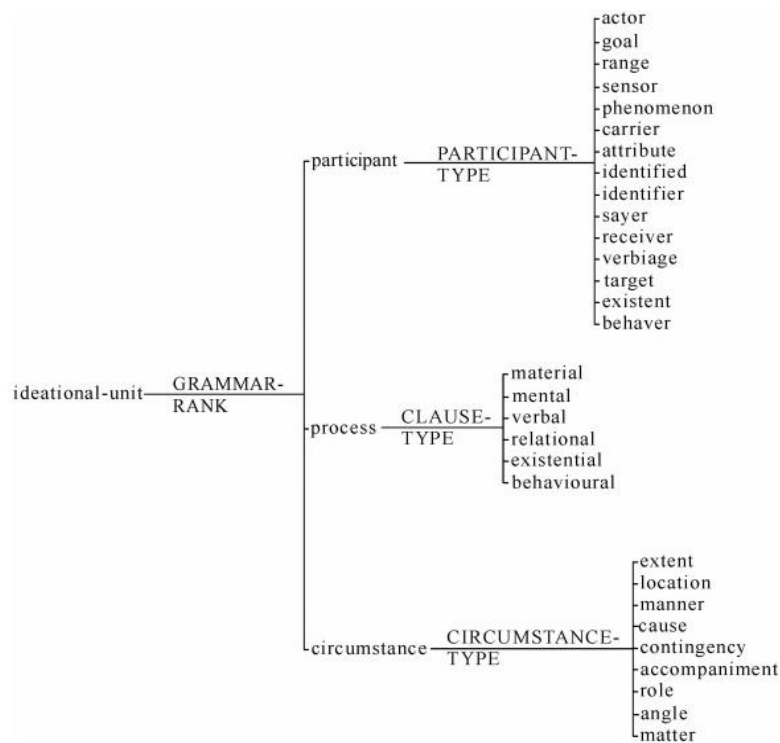 actor
goal
range
sensor
phenomenon
carrier
participant PARTICIPANT-
TYPE
attribute
identified
identifier
sayer
receiver
verbiage
target
existent
behaver
ideational-unit GRAMMAR-
RANK
material
mental
verbal
process CLAUSE-
TYPE
relational
existential
behavioural
extent
location
manner
cause
circumstance CIRCUMSTANCE-
TYPE
contingency
accompaniment
role
angle
matter